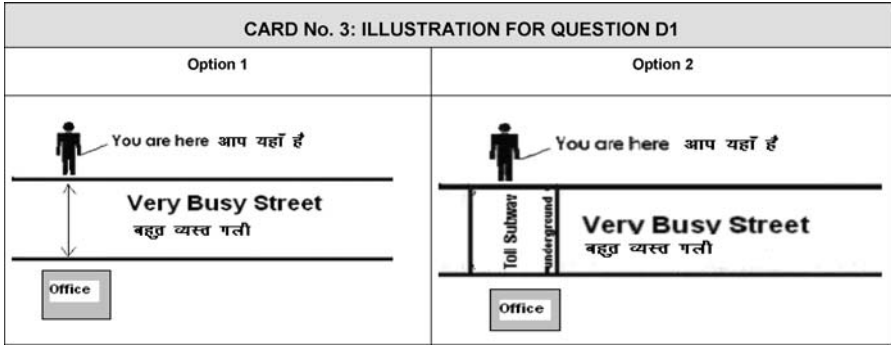 CARD No. 3: ILLUSTRATION FOR QUESTION D1
Option 1
Option 2
You are here आप यहाँ है
Very Busy Street
बहुत व्यस्त गली
Office
You are here आप यहाँ है
Toll Subway
underground
Very Busy Street
बहुत व्यस्त गली
Office